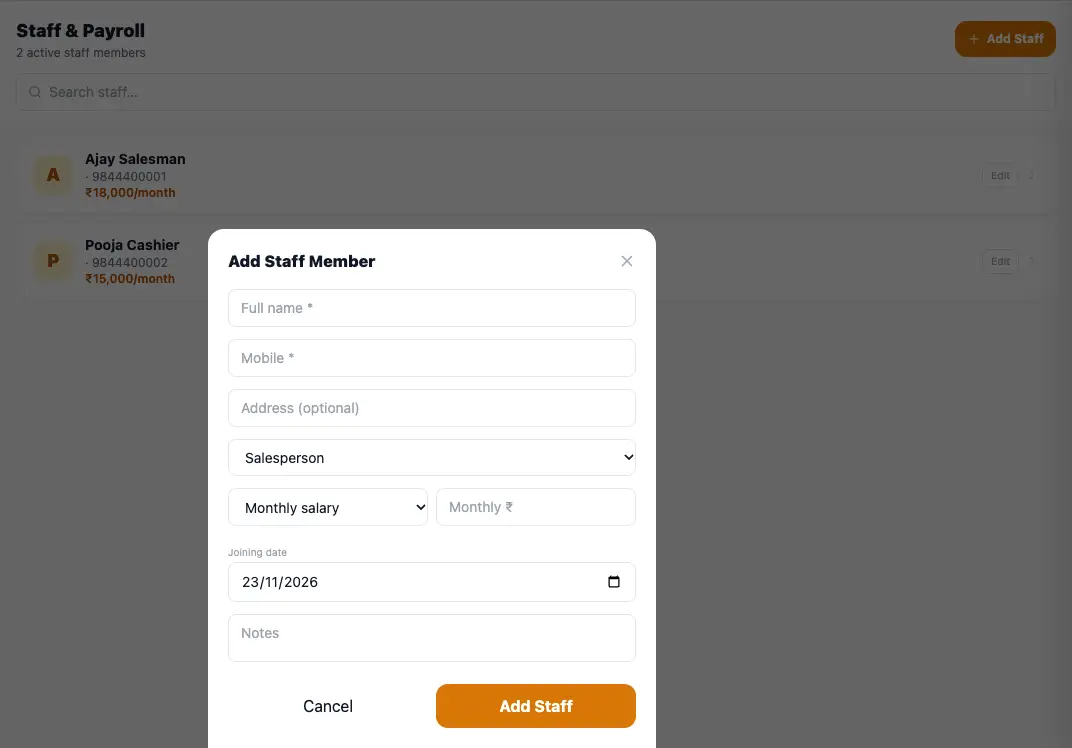 Staff & Payroll
2 active staff members
+ Add Staff
Search staff...
A
Ajay Salesman
· 9844400001
₹18,000/month
Edit
P
Pooja Cashier
· 9844400002
₹15,000/month
Edit
Add Staff Member
Full name *
Mobile *
Address (optional)
Salesperson
Monthly salary
Monthly ₹
Joining date
23/11/2026
Notes
Cancel
Add Staff